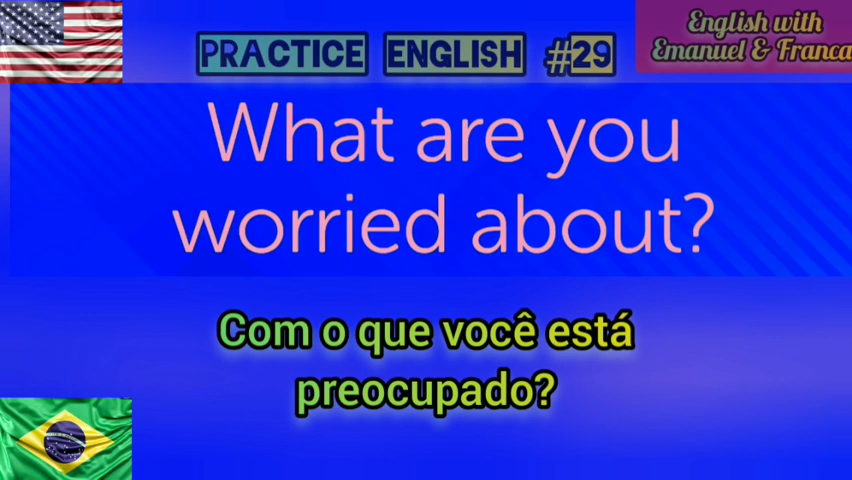 English with
PRACTICE ENGLISH #29
Emanuel & Franca
What are you
worried about?
Com o que você está
preocupado?